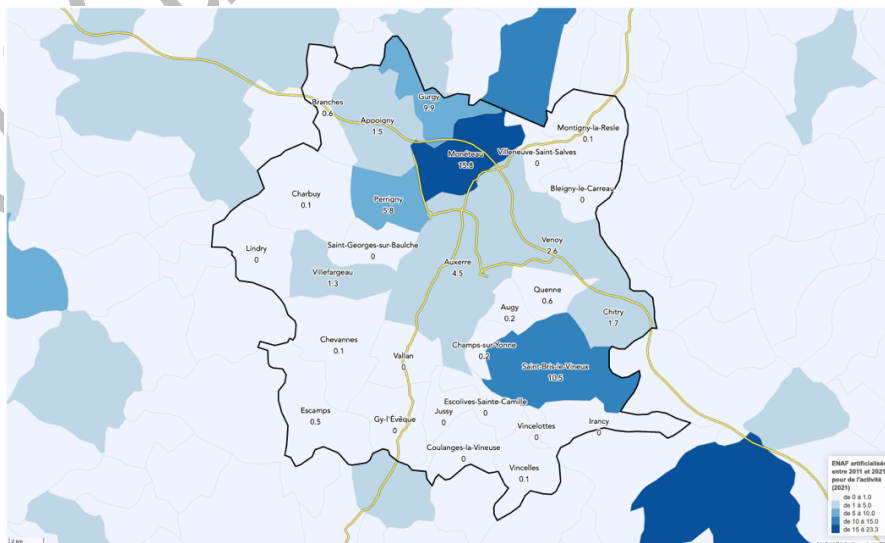 Gurgy
9.9
Branches
0.6
Appoigny
1.5
Montigny-la-Resle
0.1
Monéteau
15.8
Villeneuve-Saint-Salves
0
Bleigny-le-Carreau
0
Charbuy
0.1
Perrigny
5.8
Lindry
0
Saint-Georges-sur-Baulche
0
Venoy
2.6
Villefargeau
1.3
Auxerre
4.5
Quenne
0.6
Augy
0.2
Chitry
1.7
Chevannes
0.1
Champs-sur-Yonne
0.2
Vallan
0
Saint-Bris-le-Vineux
10.5
Escolives-Sainte-Camille
0
Escamps
0.5
Jussy
0
Gy-l'Évêque
0
Vincelottes
0
Irancy
0
Coulanges-la-Vineuse
0
Vincelles
0.1
ENAF artificialisés
entre 2011 et 2021
pour de l'activité
(2021)
de 0 à 1.0
de 1 à 5.0
de 5 à 10.0
de 10 à 15.0
de 15 à 23.3
2 km